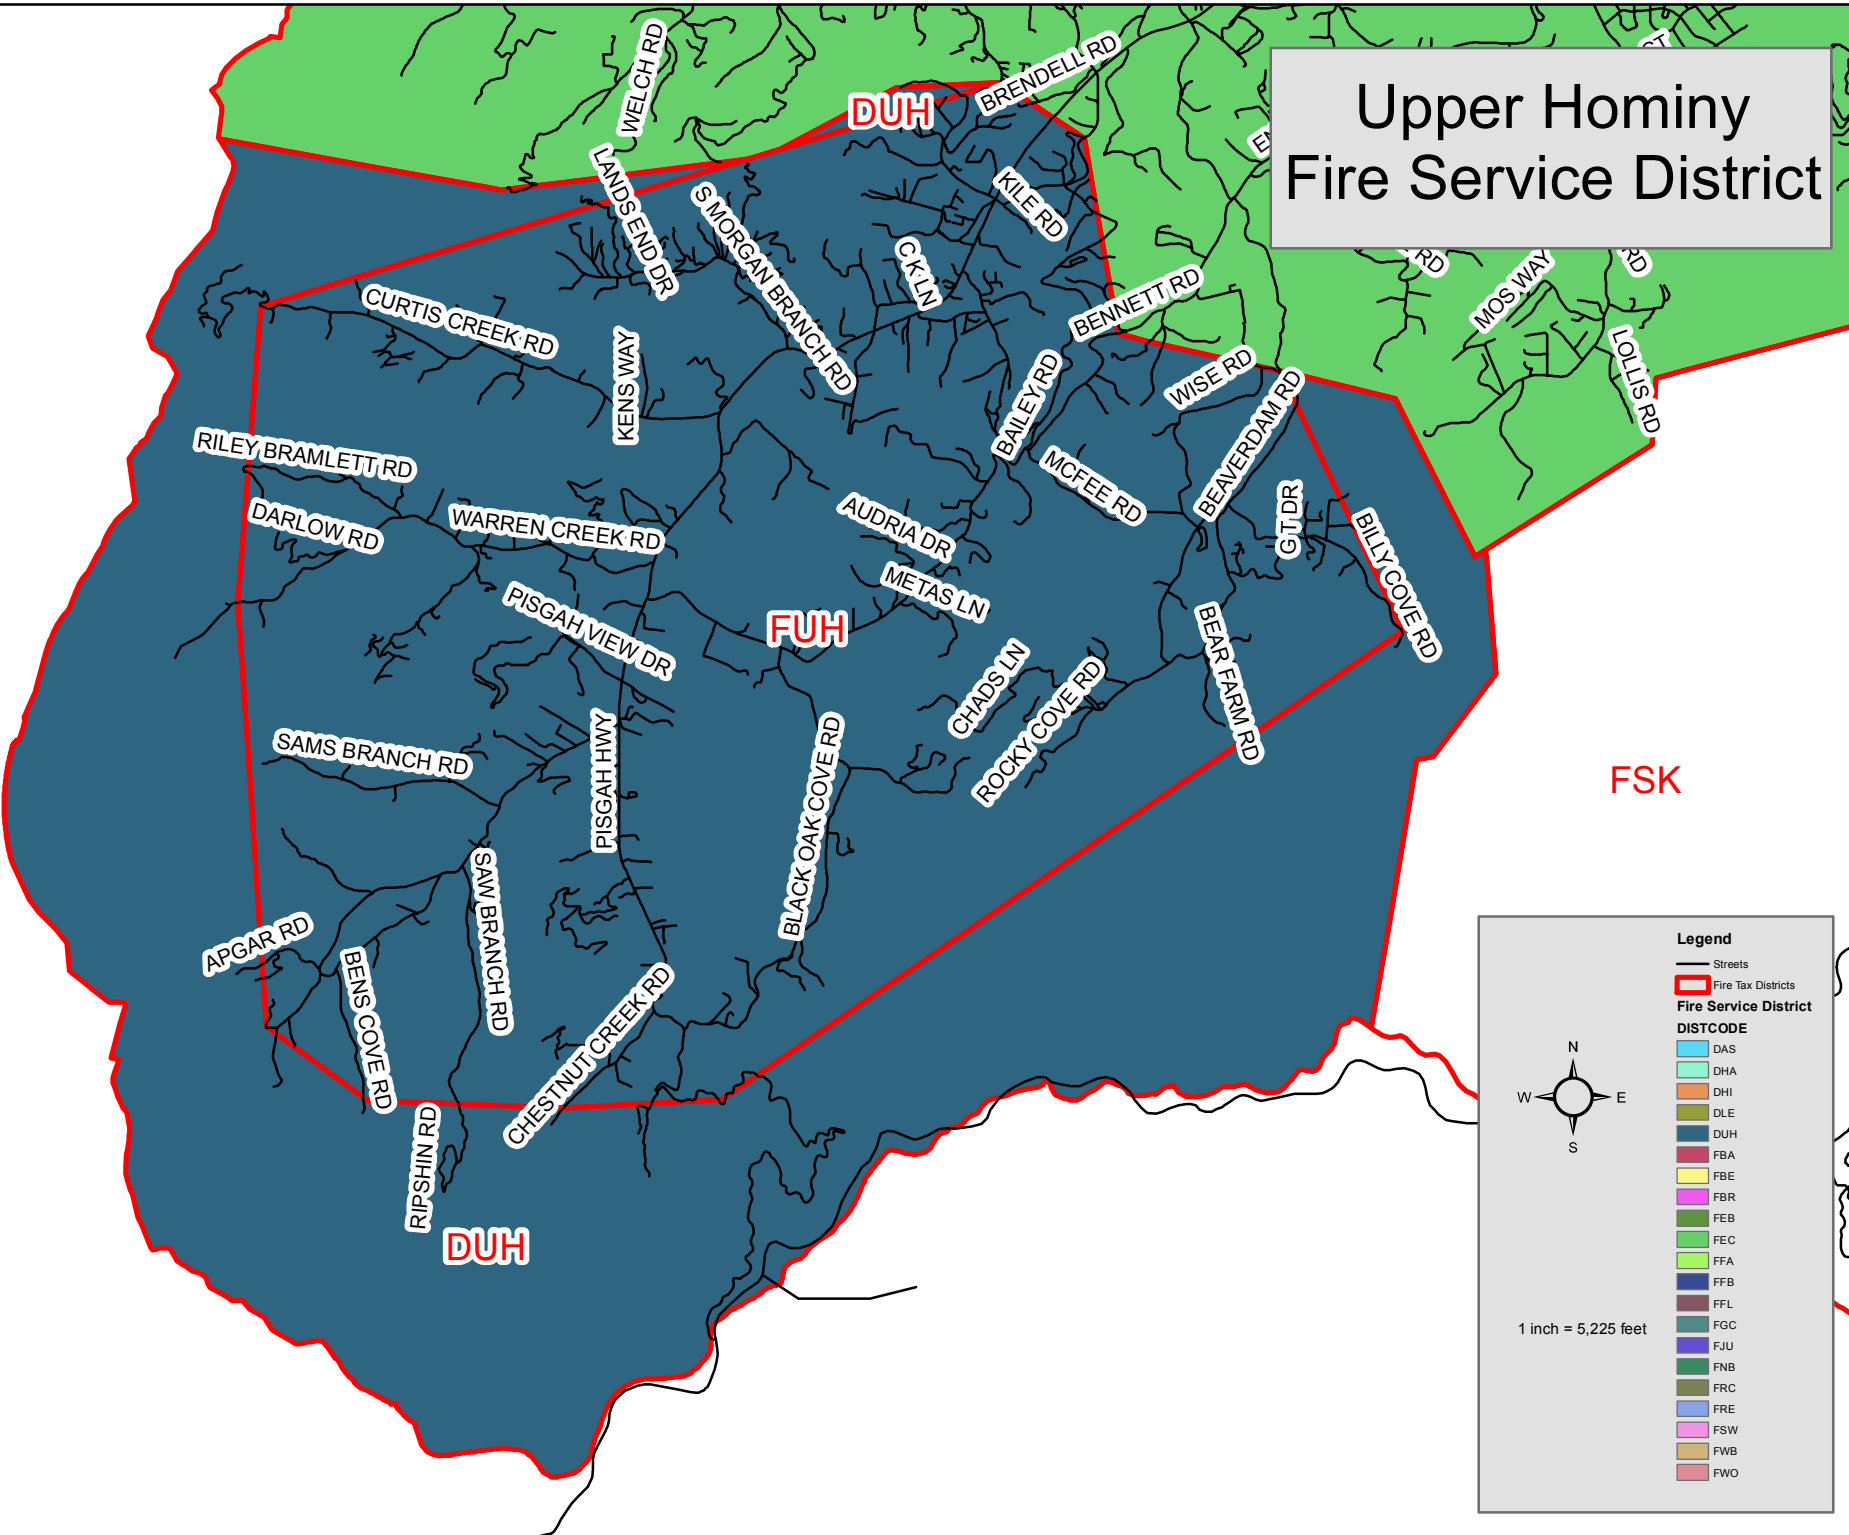 Upper Hominy
Fire Service District
WELCH RD
BRENDELL RD
ST
DUH
EN
LANDS END DR
S MORGAN BRANCH RD
KILE RD
C K LN
RD
RD
MOS WAY
BENNETT RD
CURTIS CREEK RD
KENS WAY
LOLLIS RD
WISE RD
BAILEY RD
BEAVERDAM RD
RILEY BRAMLETT RD
MCFEE RD
DARLOW RD
WARREN CREEK RD
AUDRIA DR
G T DR
BILLY COVE RD
METAS LN
PISGAH VIEW DR
FUH
BEAR FARM RD
CHADS LN
ROCKY COVE RD
SAMS BRANCH RD
PISGAH HWY
BLACK OAK COVE RD
FSK
SAW BRANCH RD
APGAR RD
BENS COVE RD
CHESTNUT CREEK RD
RIPSHIN RD
DUH
Legend
Streets
Fire Tax Districts
Fire Service District
DISTCODE
DAS
DHA
DHI
DLE
DUH
FBA
FBE
FBR
FEB
FEC
FFA
FFB
FFL
FGC
FJU
FNB
FRC
FRE
FSW
FWB
FWO
N
W
E
S
1 inch = 5,225 feet